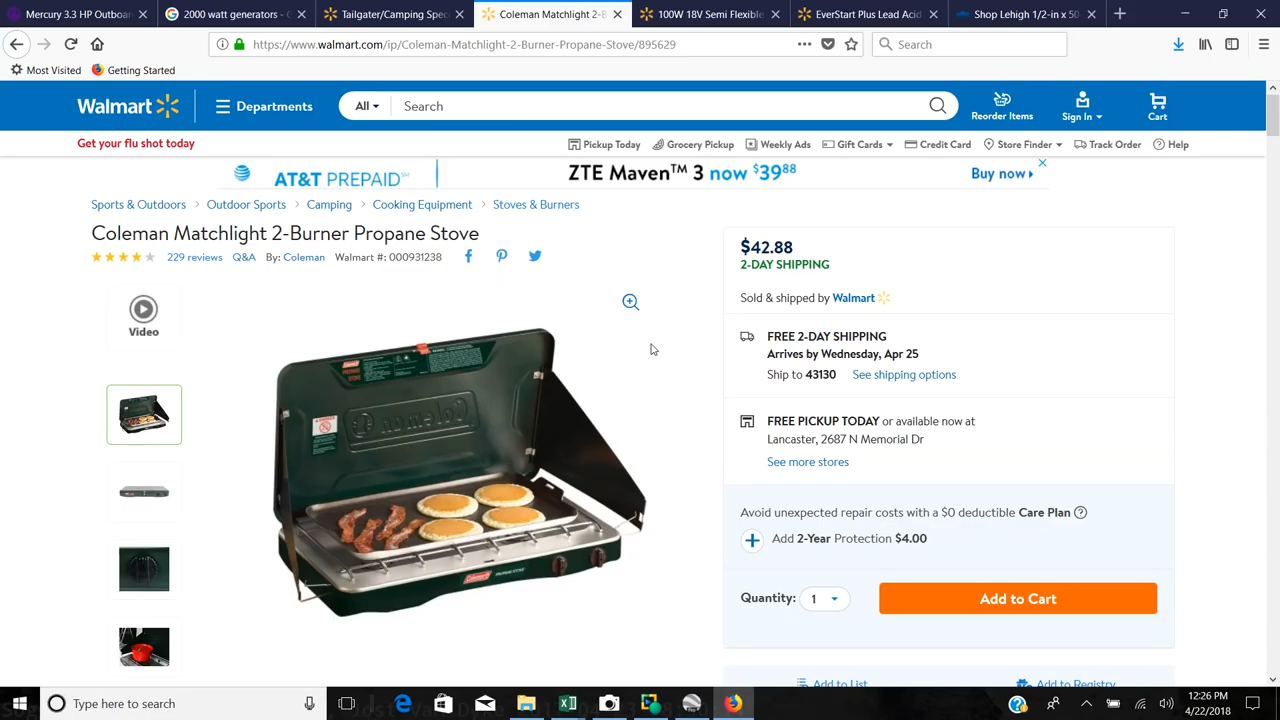 Mercury 3.3 HP Outboa
2000 watt generators - G
Tailgater/Camping Spec
Coleman Matchlight 2-B
100W 18V Semi Flexible
EverStart Plus Lead Acid
Shop Lehigh 1/2-in x 50
https://www.walmart.com/ip/Coleman-Matchlight-2-Burner-Propane-Stove/895629
Search
Most Visited
Getting Started
Walmart
Departments
All
Search
Reorder Items
Sign In
Cart
Get your flu shot today
Pickup Today
Grocery Pickup
Weekly Ads
Gift Cards
Credit Card
Store Finder
Track Order
Help
AT&T PREPAID℠
ZTE Maven™ 3 now $39⁸⁸
Buy now
Sports & Outdoors > Outdoor Sports > Camping > Cooking Equipment > Stoves & Burners
Coleman Matchlight 2-Burner Propane Stove
229 reviews Q&A By: Coleman Walmart #: 000931238
Video
Coleman
Coleman
$42.88
2-DAY SHIPPING
Sold & shipped by Walmart
FREE 2-DAY SHIPPING
Arrives by Wednesday, Apr 25
Ship to 43130 See shipping options
FREE PICKUP TODAY or available now at
Lancaster, 2687 N Memorial Dr
See more stores
Avoid unexpected repair costs with a $0 deductible Care Plan
Add 2-Year Protection $4.00
Quantity: 1
Add to Cart
Add to List
Add to Registry
Type here to search
12:26 PM
4/22/2018